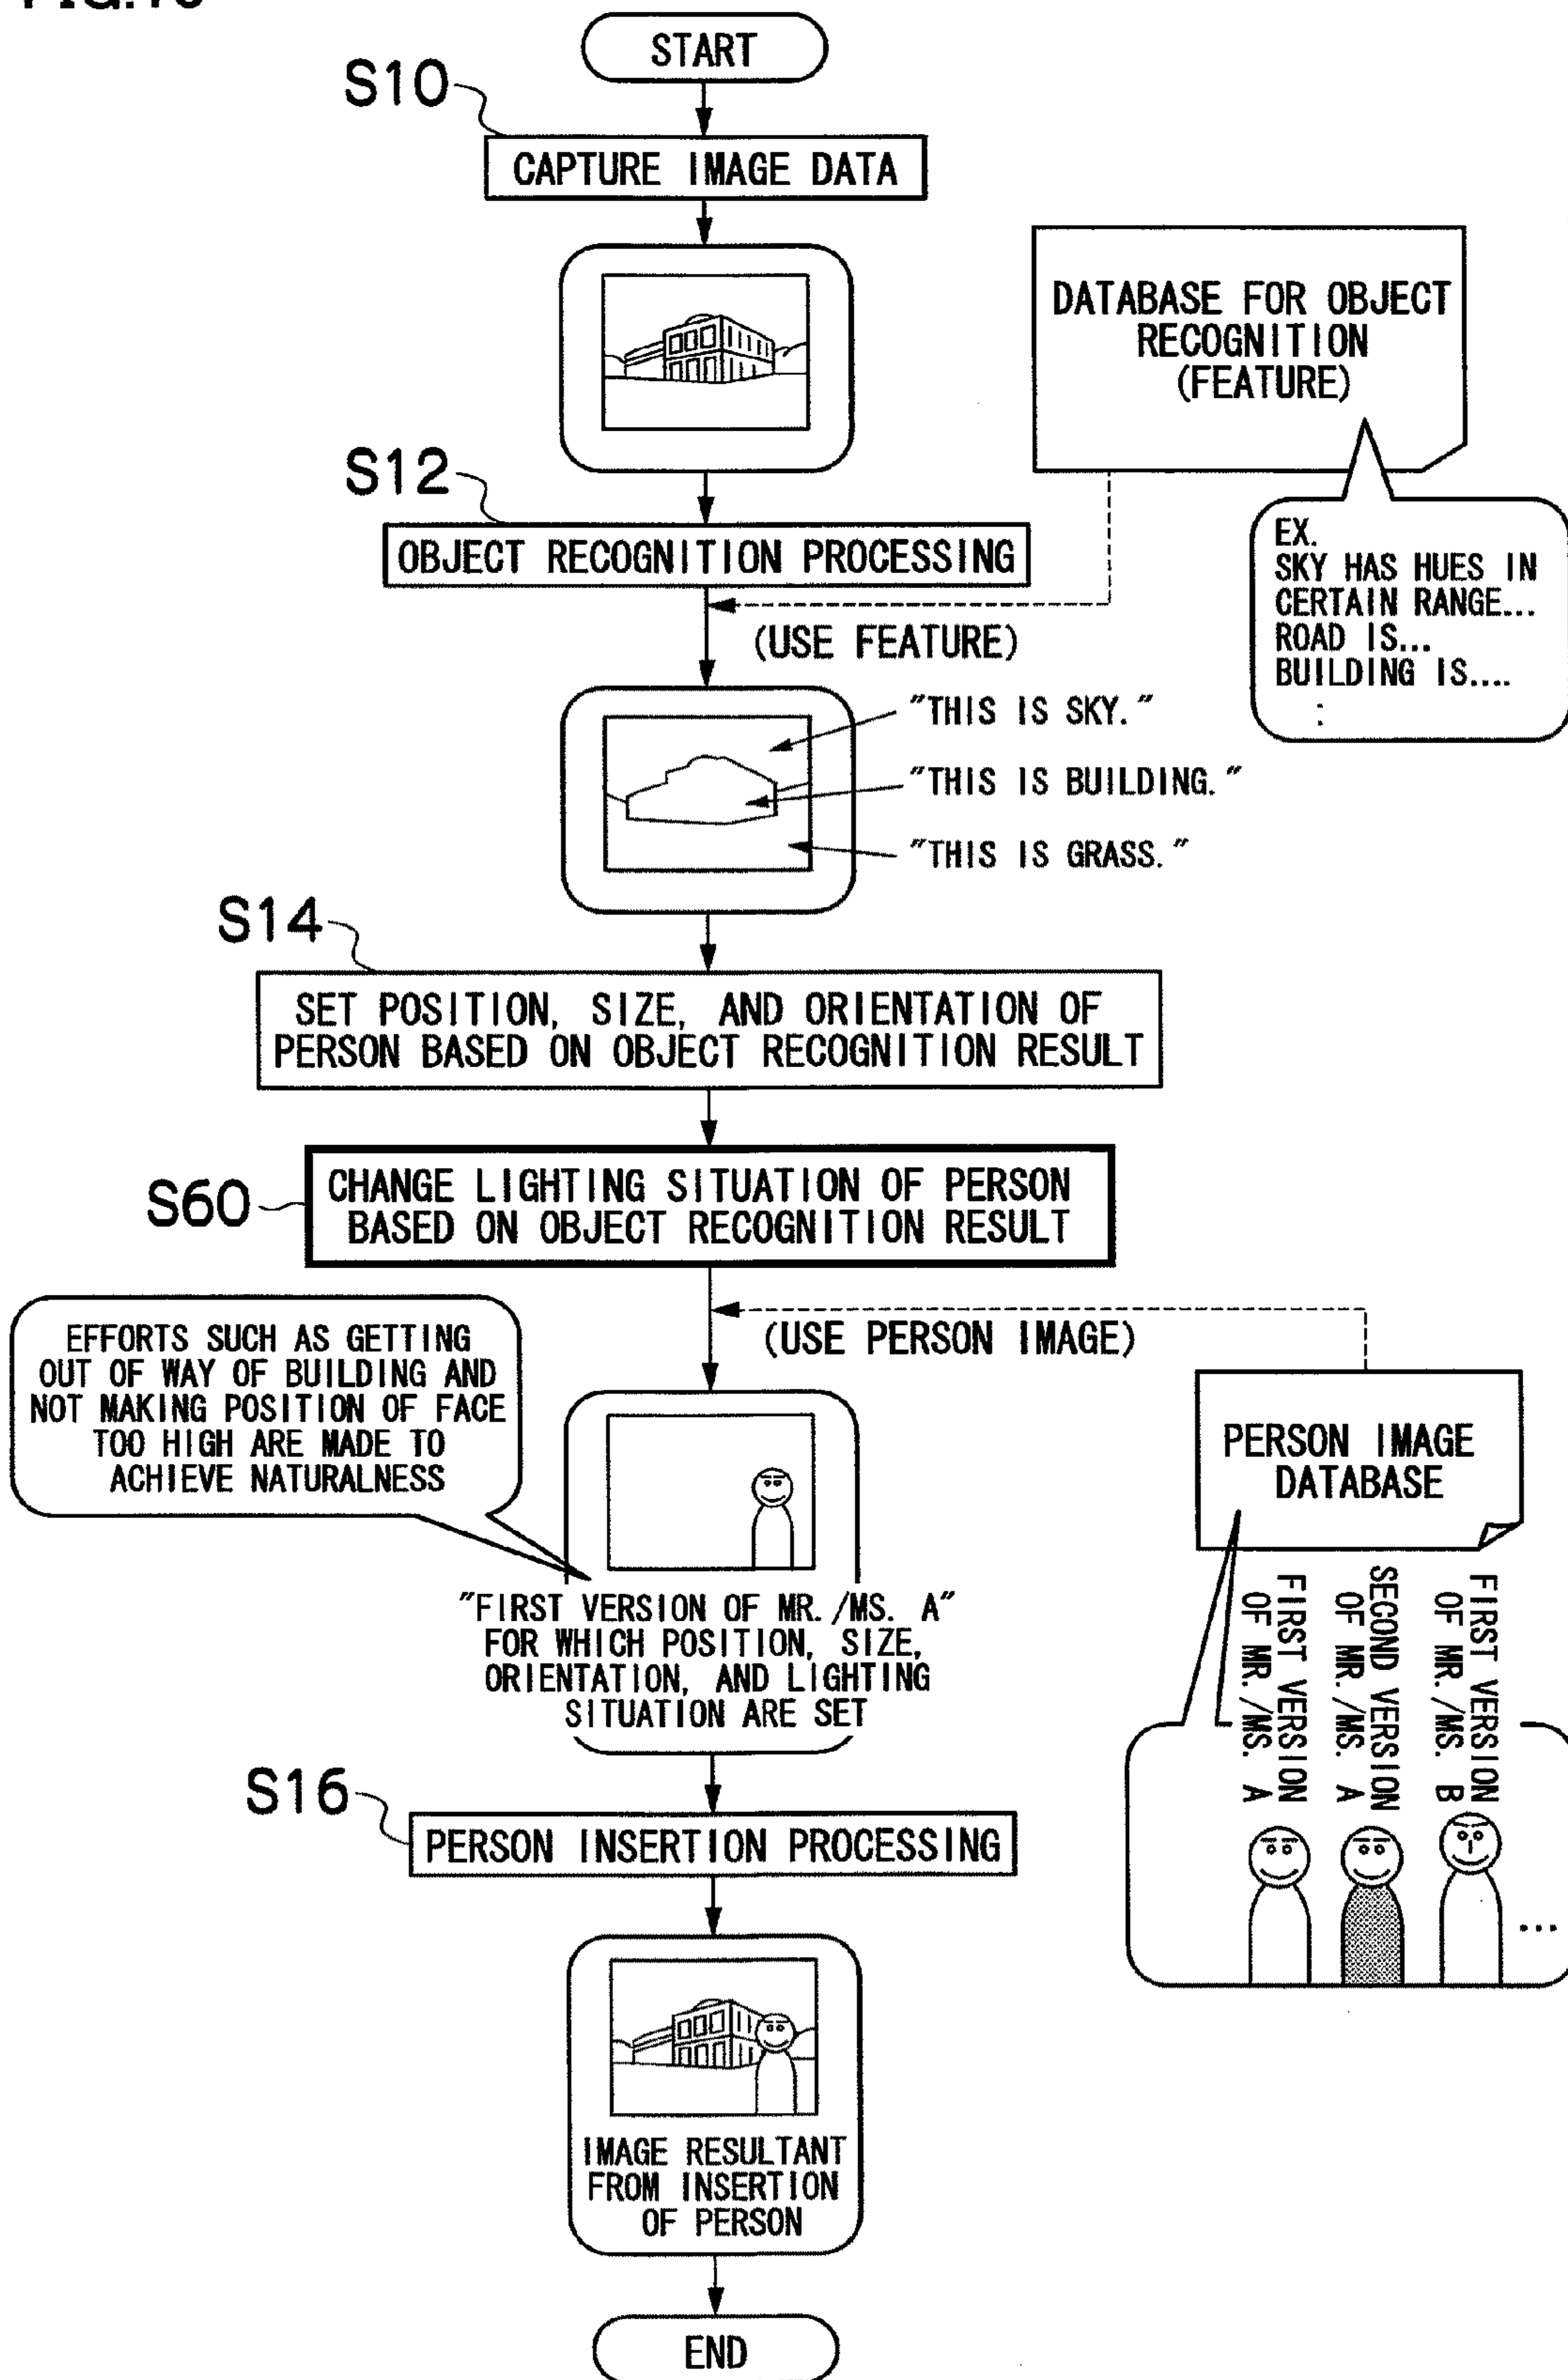 START
S10
CAPTURE IMAGE DATA
DATABASE FOR OBJECT
RECOGNITION
(FEATURE)
EX.
SKY HAS HUES IN
CERTAIN RANGE...
ROAD IS...
BUILDING IS....
:
S12
OBJECT RECOGNITION PROCESSING
(USE FEATURE)
"THIS IS SKY."
"THIS IS BUILDING."
"THIS IS GRASS."
S14
SET POSITION, SIZE, AND ORIENTATION OF
PERSON BASED ON OBJECT RECOGNITION RESULT
S60
CHANGE LIGHTING SITUATION OF PERSON
BASED ON OBJECT RECOGNITION RESULT
EFFORTS SUCH AS GETTING
OUT OF WAY OF BUILDING AND
NOT MAKING POSITION OF FACE
TOO HIGH ARE MADE TO
ACHIEVE NATURALNESS
(USE PERSON IMAGE)
PERSON IMAGE
DATABASE
"FIRST VERSION OF MR./MS. A"
FOR WHICH POSITION, SIZE,
ORIENTATION, AND LIGHTING
SITUATION ARE SET
FIRST VERSION
OF MR./MS. A
SECOND VERSION
OF MR./MS. A
FIRST VERSION
OF MR./MS. B
...
S16
PERSON INSERTION PROCESSING
IMAGE RESULTANT
FROM INSERTION
OF PERSON
END